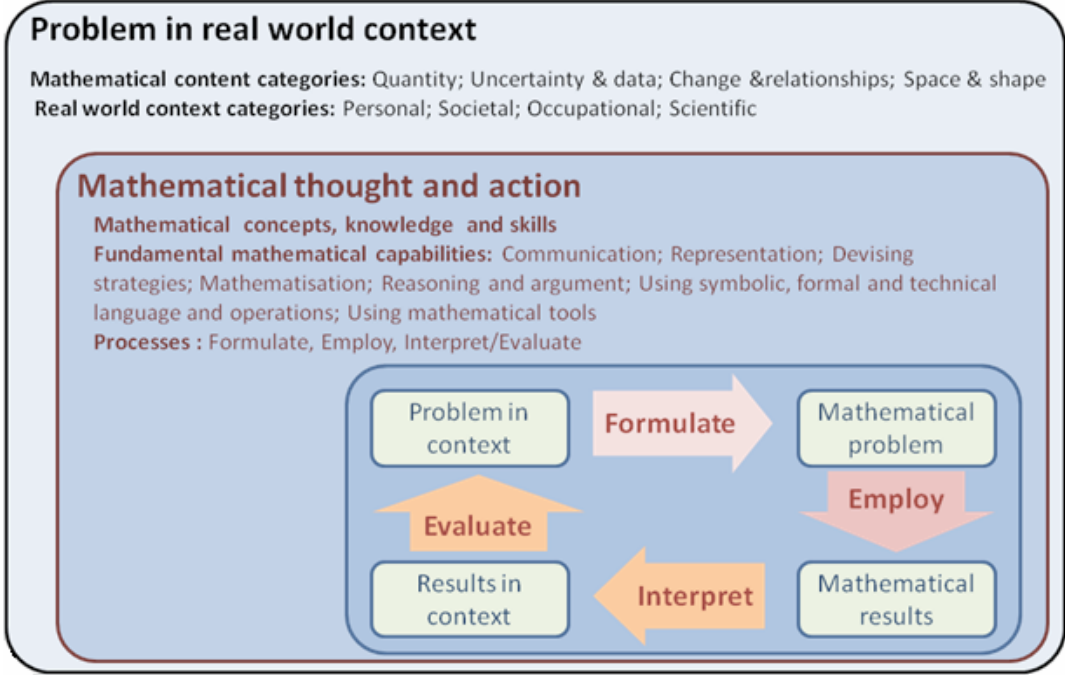 Problem in real world context
Mathematical content categories: Quantity; Uncertainty & data; Change &relationships; Space & shape
Real world context categories: Personal; Societal; Occupational; Scientific
Mathematical thought and action
Mathematical concepts, knowledge and skills
Fundamental mathematical capabilities: Communication; Representation; Devising
strategies; Mathematisation; Reasoning and argument; Using symbolic, formal and technical
language and operations; Using mathematical tools
Processes : Formulate, Employ, Interpret/Evaluate
Problem in
context
Formulate
Mathematical
problem
Employ
Mathematical
results
Interpret
Results in
context
Evaluate